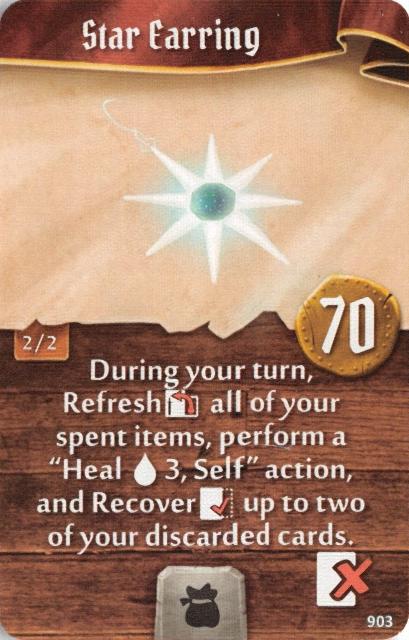 Star Earring
70
2/2
During your turn,
Refresh all of your
spent items, perform a
“Heal 3, Self” action,
and Recover up to two
of your discarded cards.
903